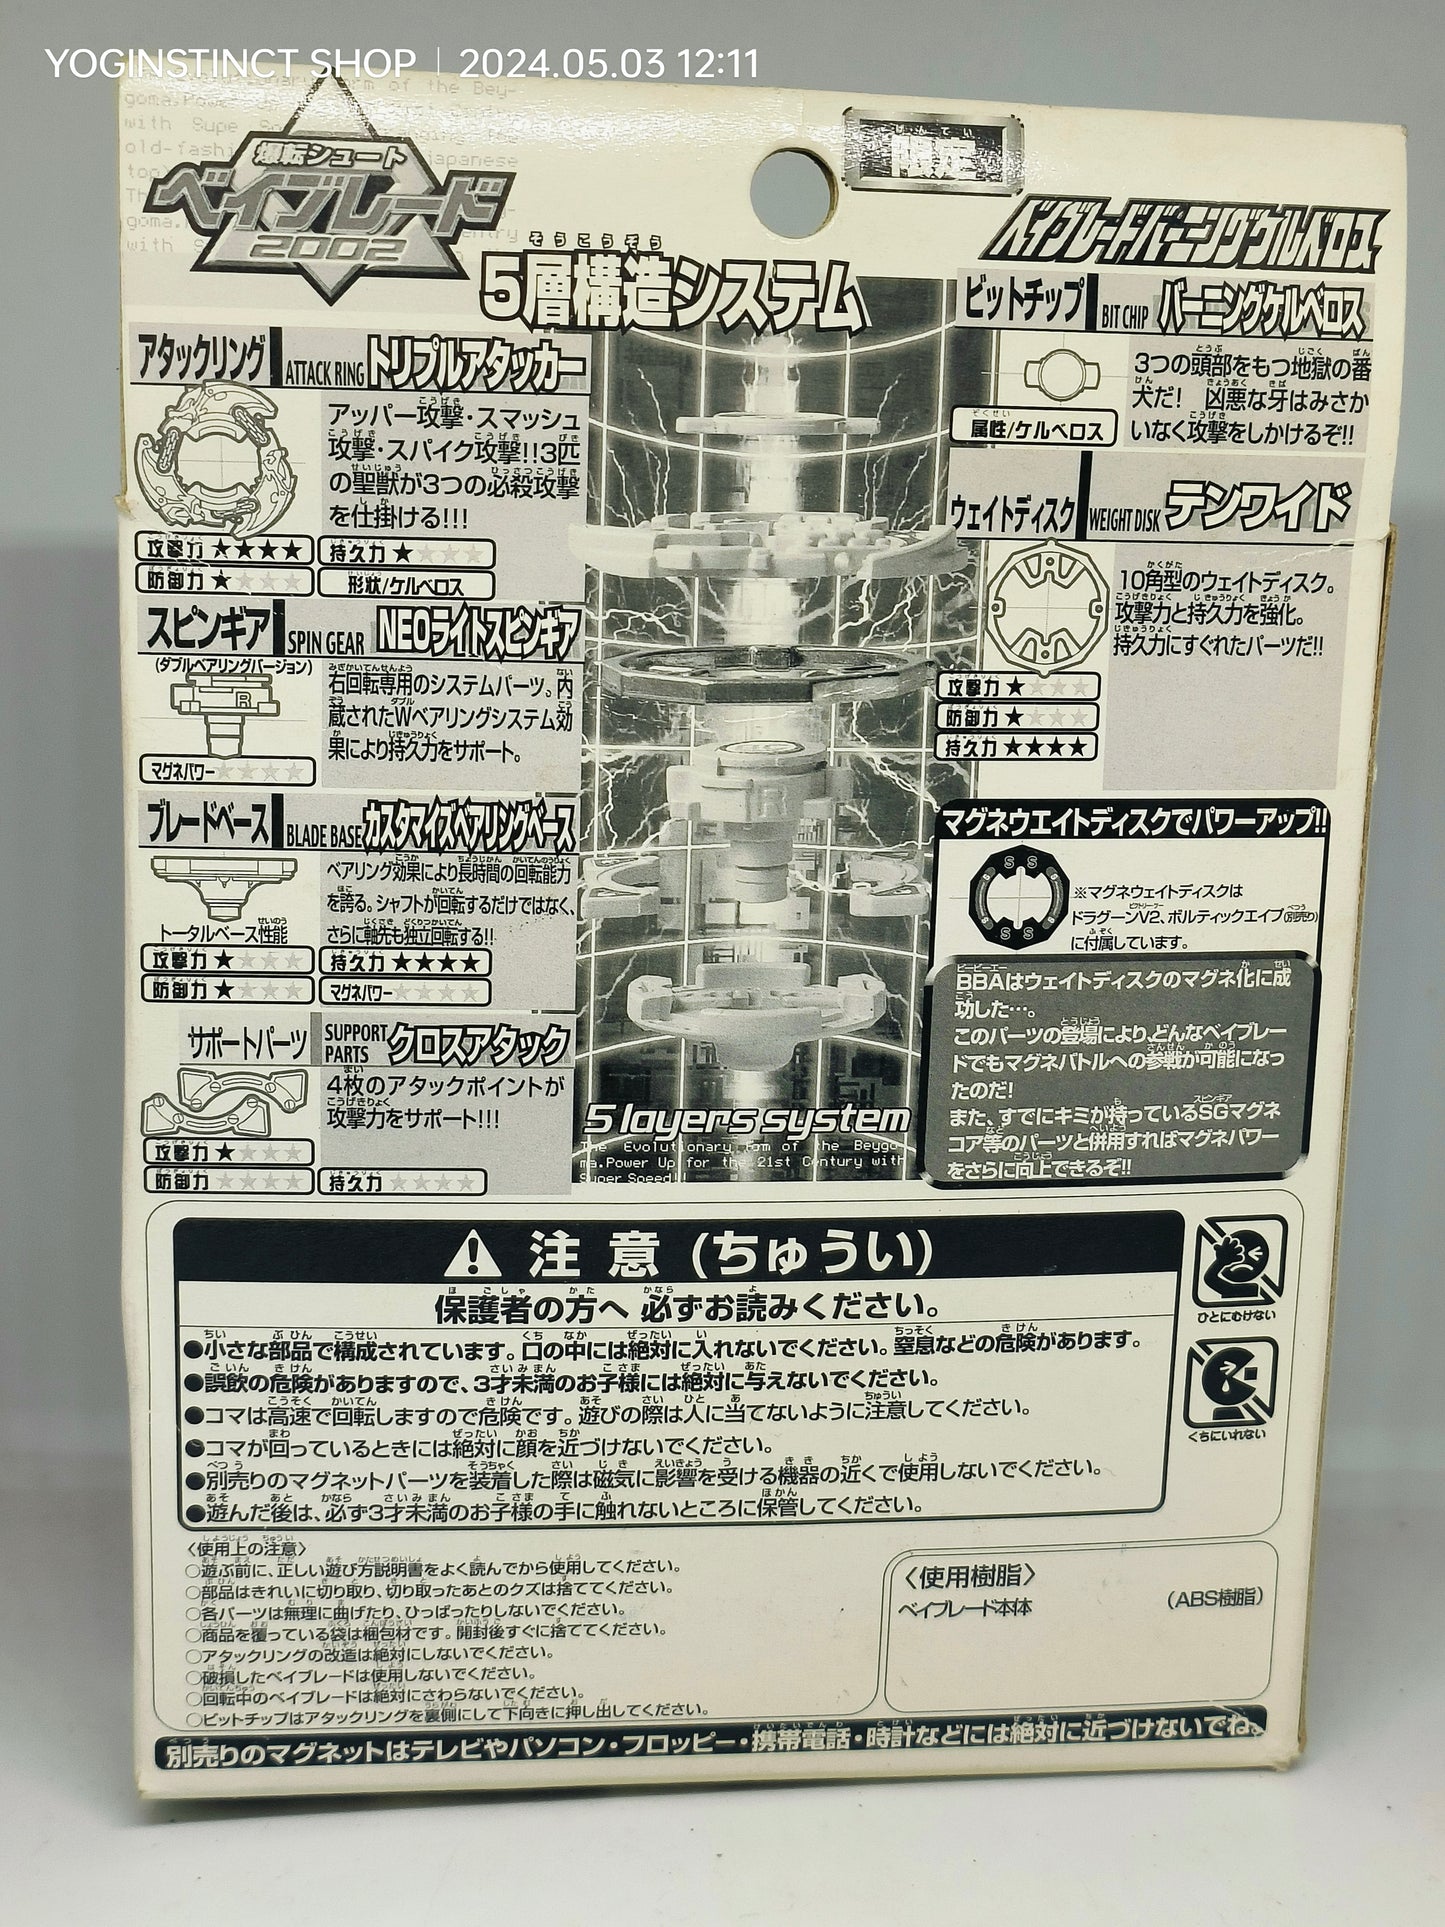 YOGINSTINCT SHOP | 2024.05.03 12:11
爆転シュート
ベイブレード
2002
限定
ベイブレードバーニングケルベロス
5層構造システム
アタックリング ATTACK RING トリプルアタッカー
アッパー攻撃・スマッシュ
攻撃・スパイク攻撃!!3匹
の聖獣が3つの必殺攻撃
を仕掛ける!!!
攻撃力★★★★ 持久力★☆☆☆
防御力★☆☆☆ 形状/ケルベロス
スピンギア SPIN GEAR NEOライトスピンギア
(ダブルベアリングバージョン)
R
右回転専用のシステムパーツ。内
蔵されたWベアリングシステム効
果により持久力をサポート。
マグネパワー☆☆☆☆
ブレードベース BLADE BASE カスタマイズベアリングベース
ベアリング効果により長時間の回転能力
を誇る。シャフトが回転するだけではなく、
さらに軸先も独立回転する!!
トータルベース性能
攻撃力★☆☆☆ 持久力★★★★
防御力★☆☆☆ マグネパワー☆☆☆☆
サポートパーツ SUPPORT PARTS クロスアタック
4枚のアタックポイントが
攻撃力をサポート!!!
攻撃力★☆☆☆
防御力☆☆☆☆ 持久力☆☆☆☆
R
5 layers system
The Evolutionary fom of the Beygo
ma.Power Up for the 21st Century with
Super Speed!!
ビットチップ BIT CHIP バーニングケルベロス
3つの頭部をもつ地獄の番
犬だ! 凶悪な牙はみさか
いなく攻撃をしかけるぞ!!
属性/ケルベロス
ウェイトディスク WEIGHT DISK テンワイド
10角型のウェイトディスク。
攻撃力と持久力を強化。
持久力にすぐれたパーツだ!!
攻撃力★☆☆☆
防御力★☆☆☆
持久力★★★★
マグネウエイトディスクでパワーアップ!!
S S
S S
※マグネウェイトディスクは
ドラグーンV2、ボルティックエイプ(別売り)
に付属しています。
BBAはウェイトディスクのマグネ化に成
功した…。
このパーツの登場により、どんなベイブレー
ドでもマグネバトルへの参戦が可能になっ
たのだ!
また、すでにキミが持っているSGマグネ
コア等のパーツと併用すればマグネパワー
をさらに向上できるぞ!!
注意(ちゅうい)
保護者の方へ 必ずお読みください。
●小さな部品で構成されています。口の中には絶対に入れないでください。窒息などの危険があります。
●誤飲の危険がありますので、3才未満のお子様には絶対に与えないでください。
●コマは高速で回転しますので危険です。遊びの際は人に当てないように注意してください。
●コマが回っているときには絶対に顔を近づけないでください。
●別売りのマグネットパーツを装着した際は磁気に影響を受ける機器の近くで使用しないでください。
●遊んだ後は、必ず3才未満のお子様の手に触れないところに保管してください。
ひとにむけない
くちにいれない
〈使用上の注意〉
○遊ぶ前に、正しい遊び方説明書をよく読んでから使用してください。
○部品はきれいに切り取り、切り取ったあとのクズは捨ててください。
○各パーツは無理に曲げたり、ひっぱったりしないでください。
○商品を覆っている袋は梱包材です。開封後すぐに捨ててください。
○アタックリングの改造は絶対にしないでください。
○破損したベイブレードは使用しないでください。
○回転中のベイブレードは絶対にさわらないでください。
○ビットチップはアタックリングを裏側にして下向きに押し出してください。
〈使用樹脂〉
ベイブレード本体 (ABS樹脂)
別売りのマグネットはテレビやパソコン・フロッピー・携帯電話・時計などには絶対に近づけないでね。